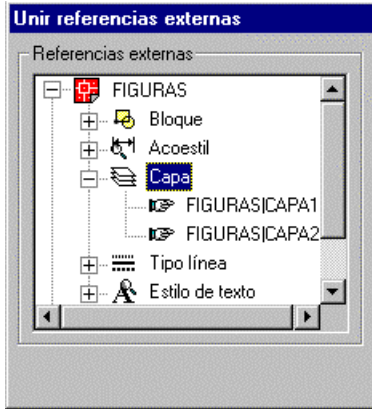 Unir referencias externas
Referencias externas
FIGURAS
Bloque
Acoestil
Capa
FIGURAS|CAPA1
FIGURAS|CAPA2
Tipo línea
Estilo de texto